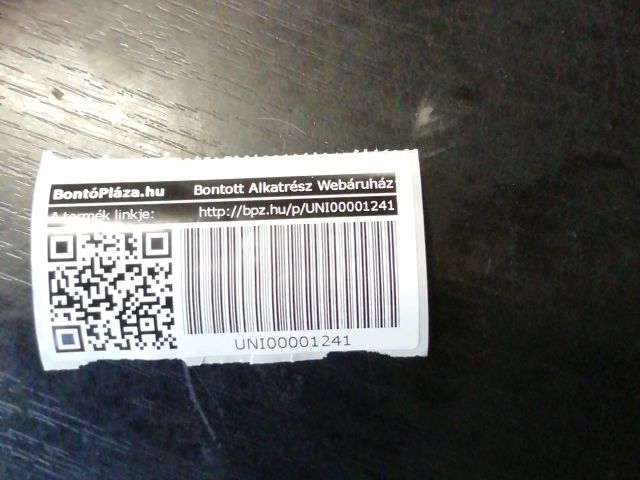 BontóPláza.hu Bontott Alkatrész Webáruház
A termék linkje: http://bpz.hu/p/UNI00001241
UNI00001241